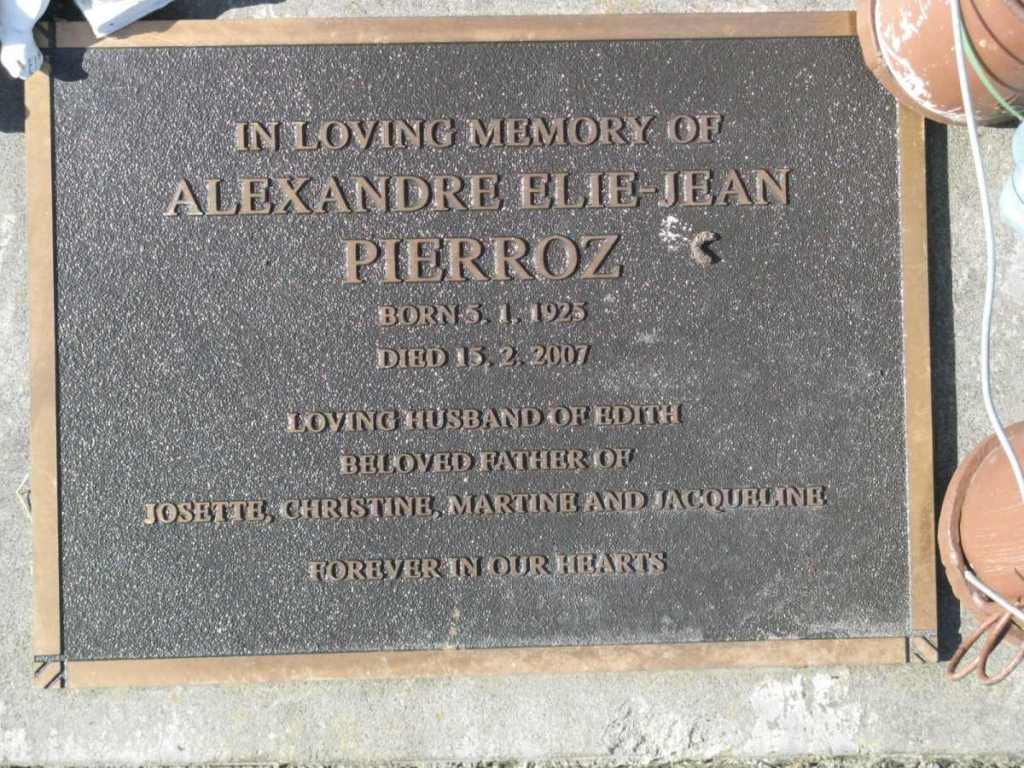 IN LOVING MEMORY OF
ALEXANDRE ELIE-JEAN
PIERROZ
BORN 5. 1. 1925
DIED 15. 2. 2007
LOVING HUSBAND OF EDITH
BELOVED FATHER OF
JOSETTE, CHRISTINE, MARTINE AND JACQUELINE
FOREVER IN OUR HEARTS